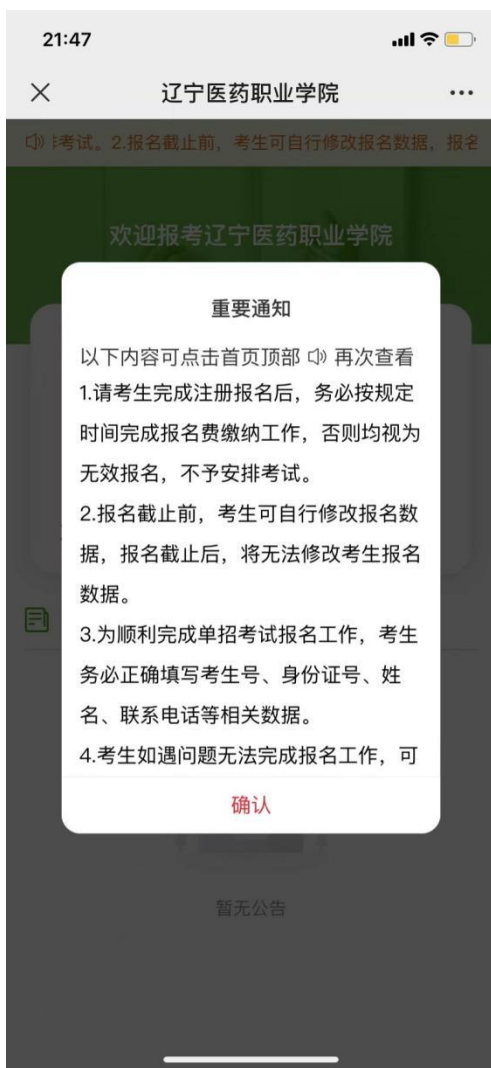 21:47
辽宁医药职业学院
考试。2.报名截止前，考生可自行修改报名数据，报名
欢迎报考辽宁医药职业学院
重要通知
以下内容可点击首页顶部 再次查看
1.请考生完成注册报名后，务必按规定
时间完成报名费缴纳工作，否则均视为
无效报名，不予安排考试。
2.报名截止前，考生可自行修改报名数
据，报名截止后，将无法修改考生报名
数据。
3.为顺利完成单招考试报名工作，考生
务必正确填写考生号、身份证号、姓
名、联系电话等相关数据。
4.考生如遇问题无法完成报名工作，可
确认
暂无公告